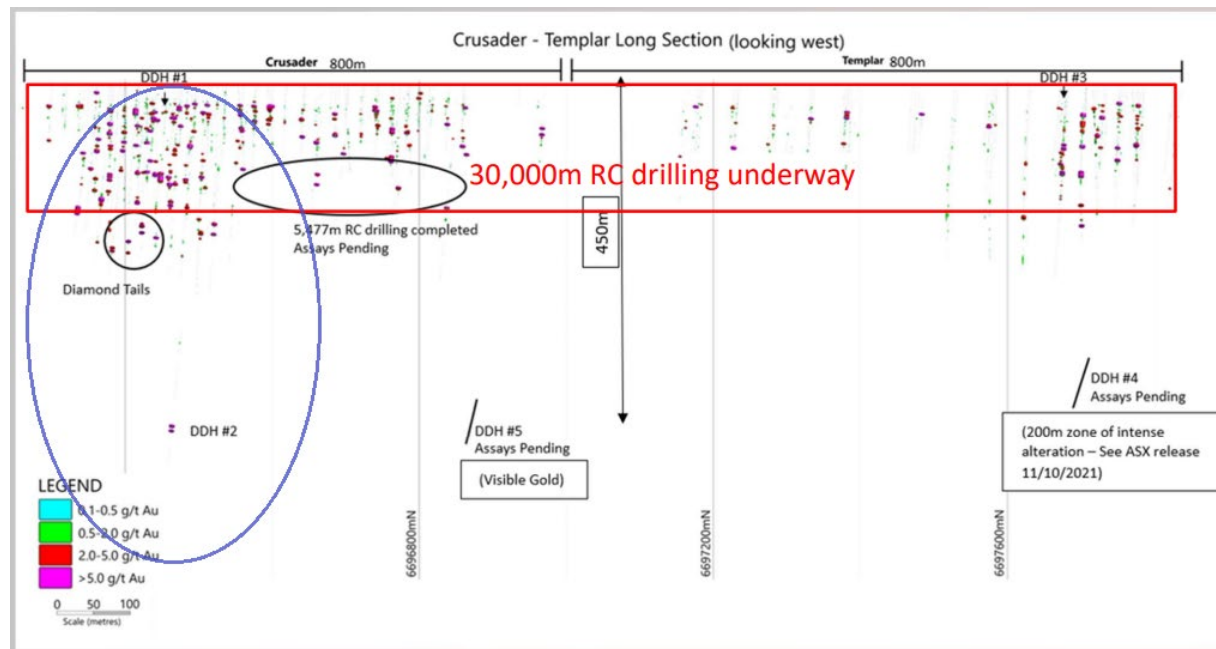 Crusader - Templar Long Section (looking west)
Crusader 800m
Templar 800m
DDH #1
DDH #3
30,000m RC drilling underway
5,477m RC drilling completed
Assays Pending
450m
Diamond Tails
DDH #2
DDH #5
Assays Pending
(Visible Gold)
DDH #4
Assays Pending
(200m zone of intense
alteration – See ASX release
11/10/2021)
LEGEND
0.1-0.5 g/t Au
0.5-2.0 g/t Au
2.0-5.0 g/t Au
>5.0 g/t Au
0 50 100
Scale (metres)
6696800mN
6697200mN
6697600mN